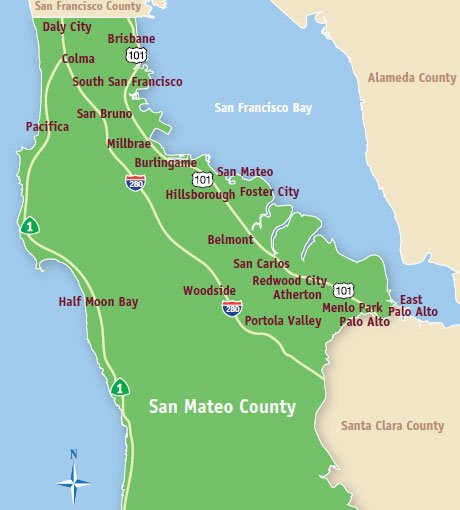 San Francisco County
Daly City
Brisbane
101
Colma
Alameda County
South San Francisco
San Francisco Bay
San Bruno
Pacifica
Millbrae
Burlingame
San Mateo
101
280
Hillsborough
Foster City
1
Belmont
San Carlos
Redwood City
Woodside
101
Atherton
Half Moon Bay
280
Menlo Park
East
Palo Alto
Portola Valley
Palo Alto
1
San Mateo County
Santa Clara County
N